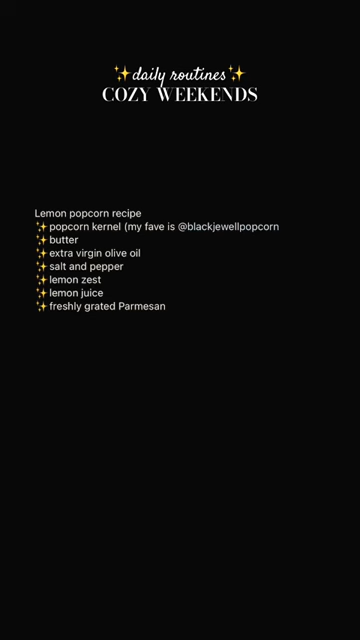 ✨daily routines✨
COZY WEEKENDS
Lemon popcorn recipe
✨popcorn kernel (my fave is @blackjewellpopcorn
✨butter
✨extra virgin olive oil
✨salt and pepper
✨lemon zest
✨lemon juice
✨freshly grated Parmesan